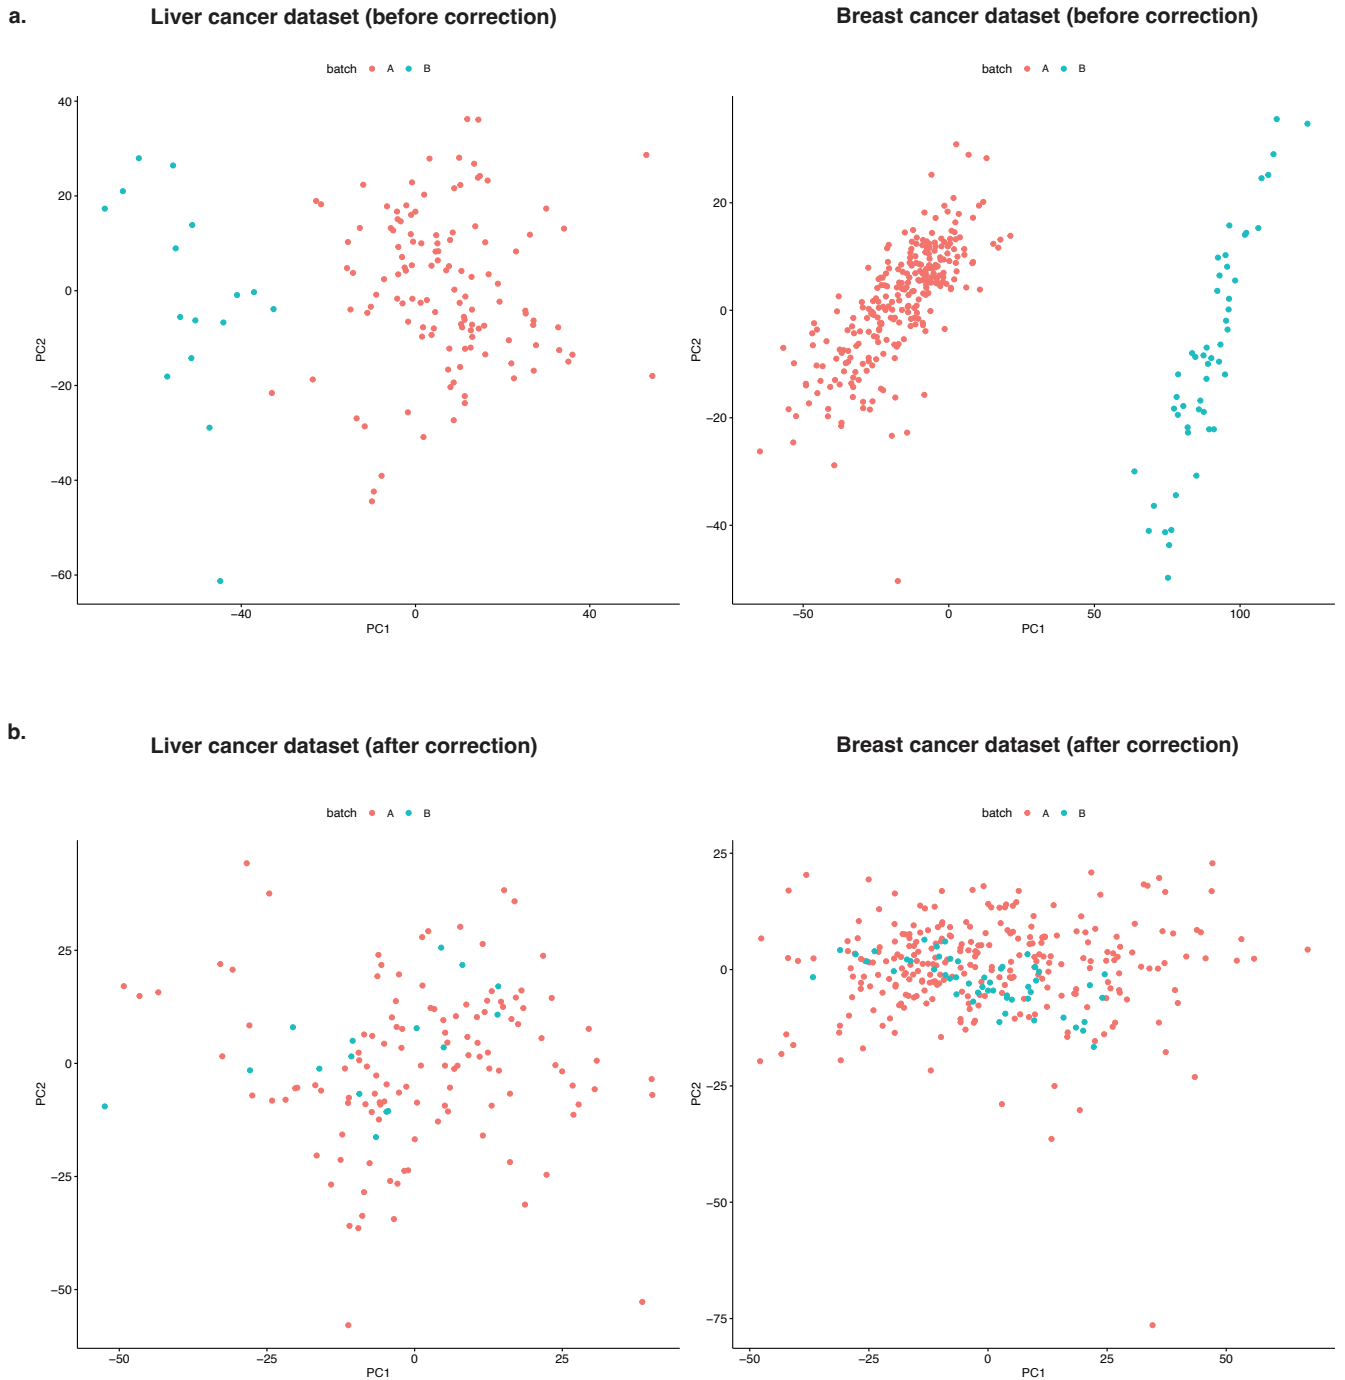 a.
Liver cancer dataset (before correction)
Breast cancer dataset (before correction)
batch A B
batch A B
40
20
0
−20
−40
−60
PC2
−40 0 40
PC1
20
0
−20
−40
PC2
−50 0 50 100
PC1
b.
Liver cancer dataset (after correction)
Breast cancer dataset (after correction)
batch A B
batch A B
25
0
−25
−50
PC2
−50 −25 0 25
PC1
25
0
−25
−50
−75
PC2
−50 −25 0 25 50
PC1